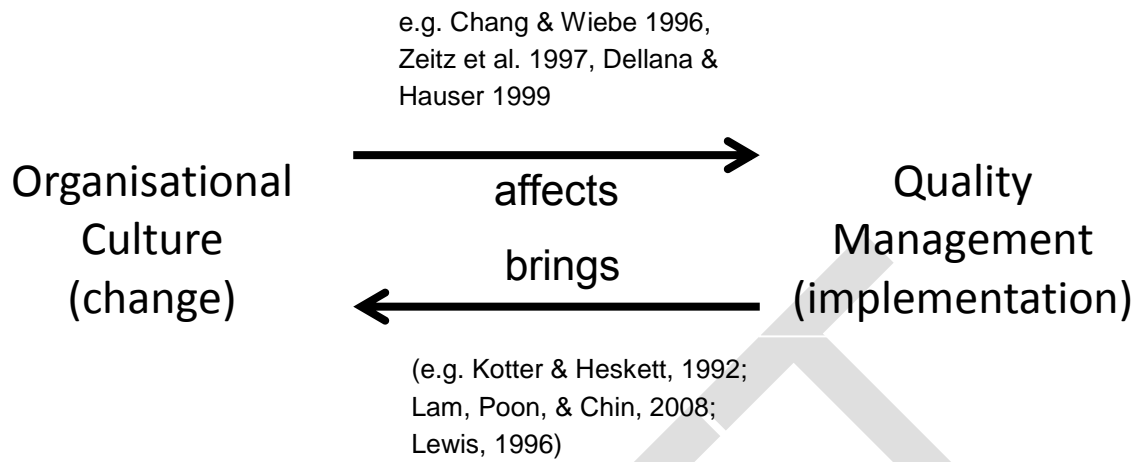 e.g. Chang & Wiebe 1996,
Zeitz et al. 1997, Dellana &
Hauser 1999
Organisational
Culture
(change)
affects
brings
Quality
Management
(implementation)
(e.g. Kotter & Heskett, 1992;
Lam, Poon, & Chin, 2008;
Lewis, 1996)